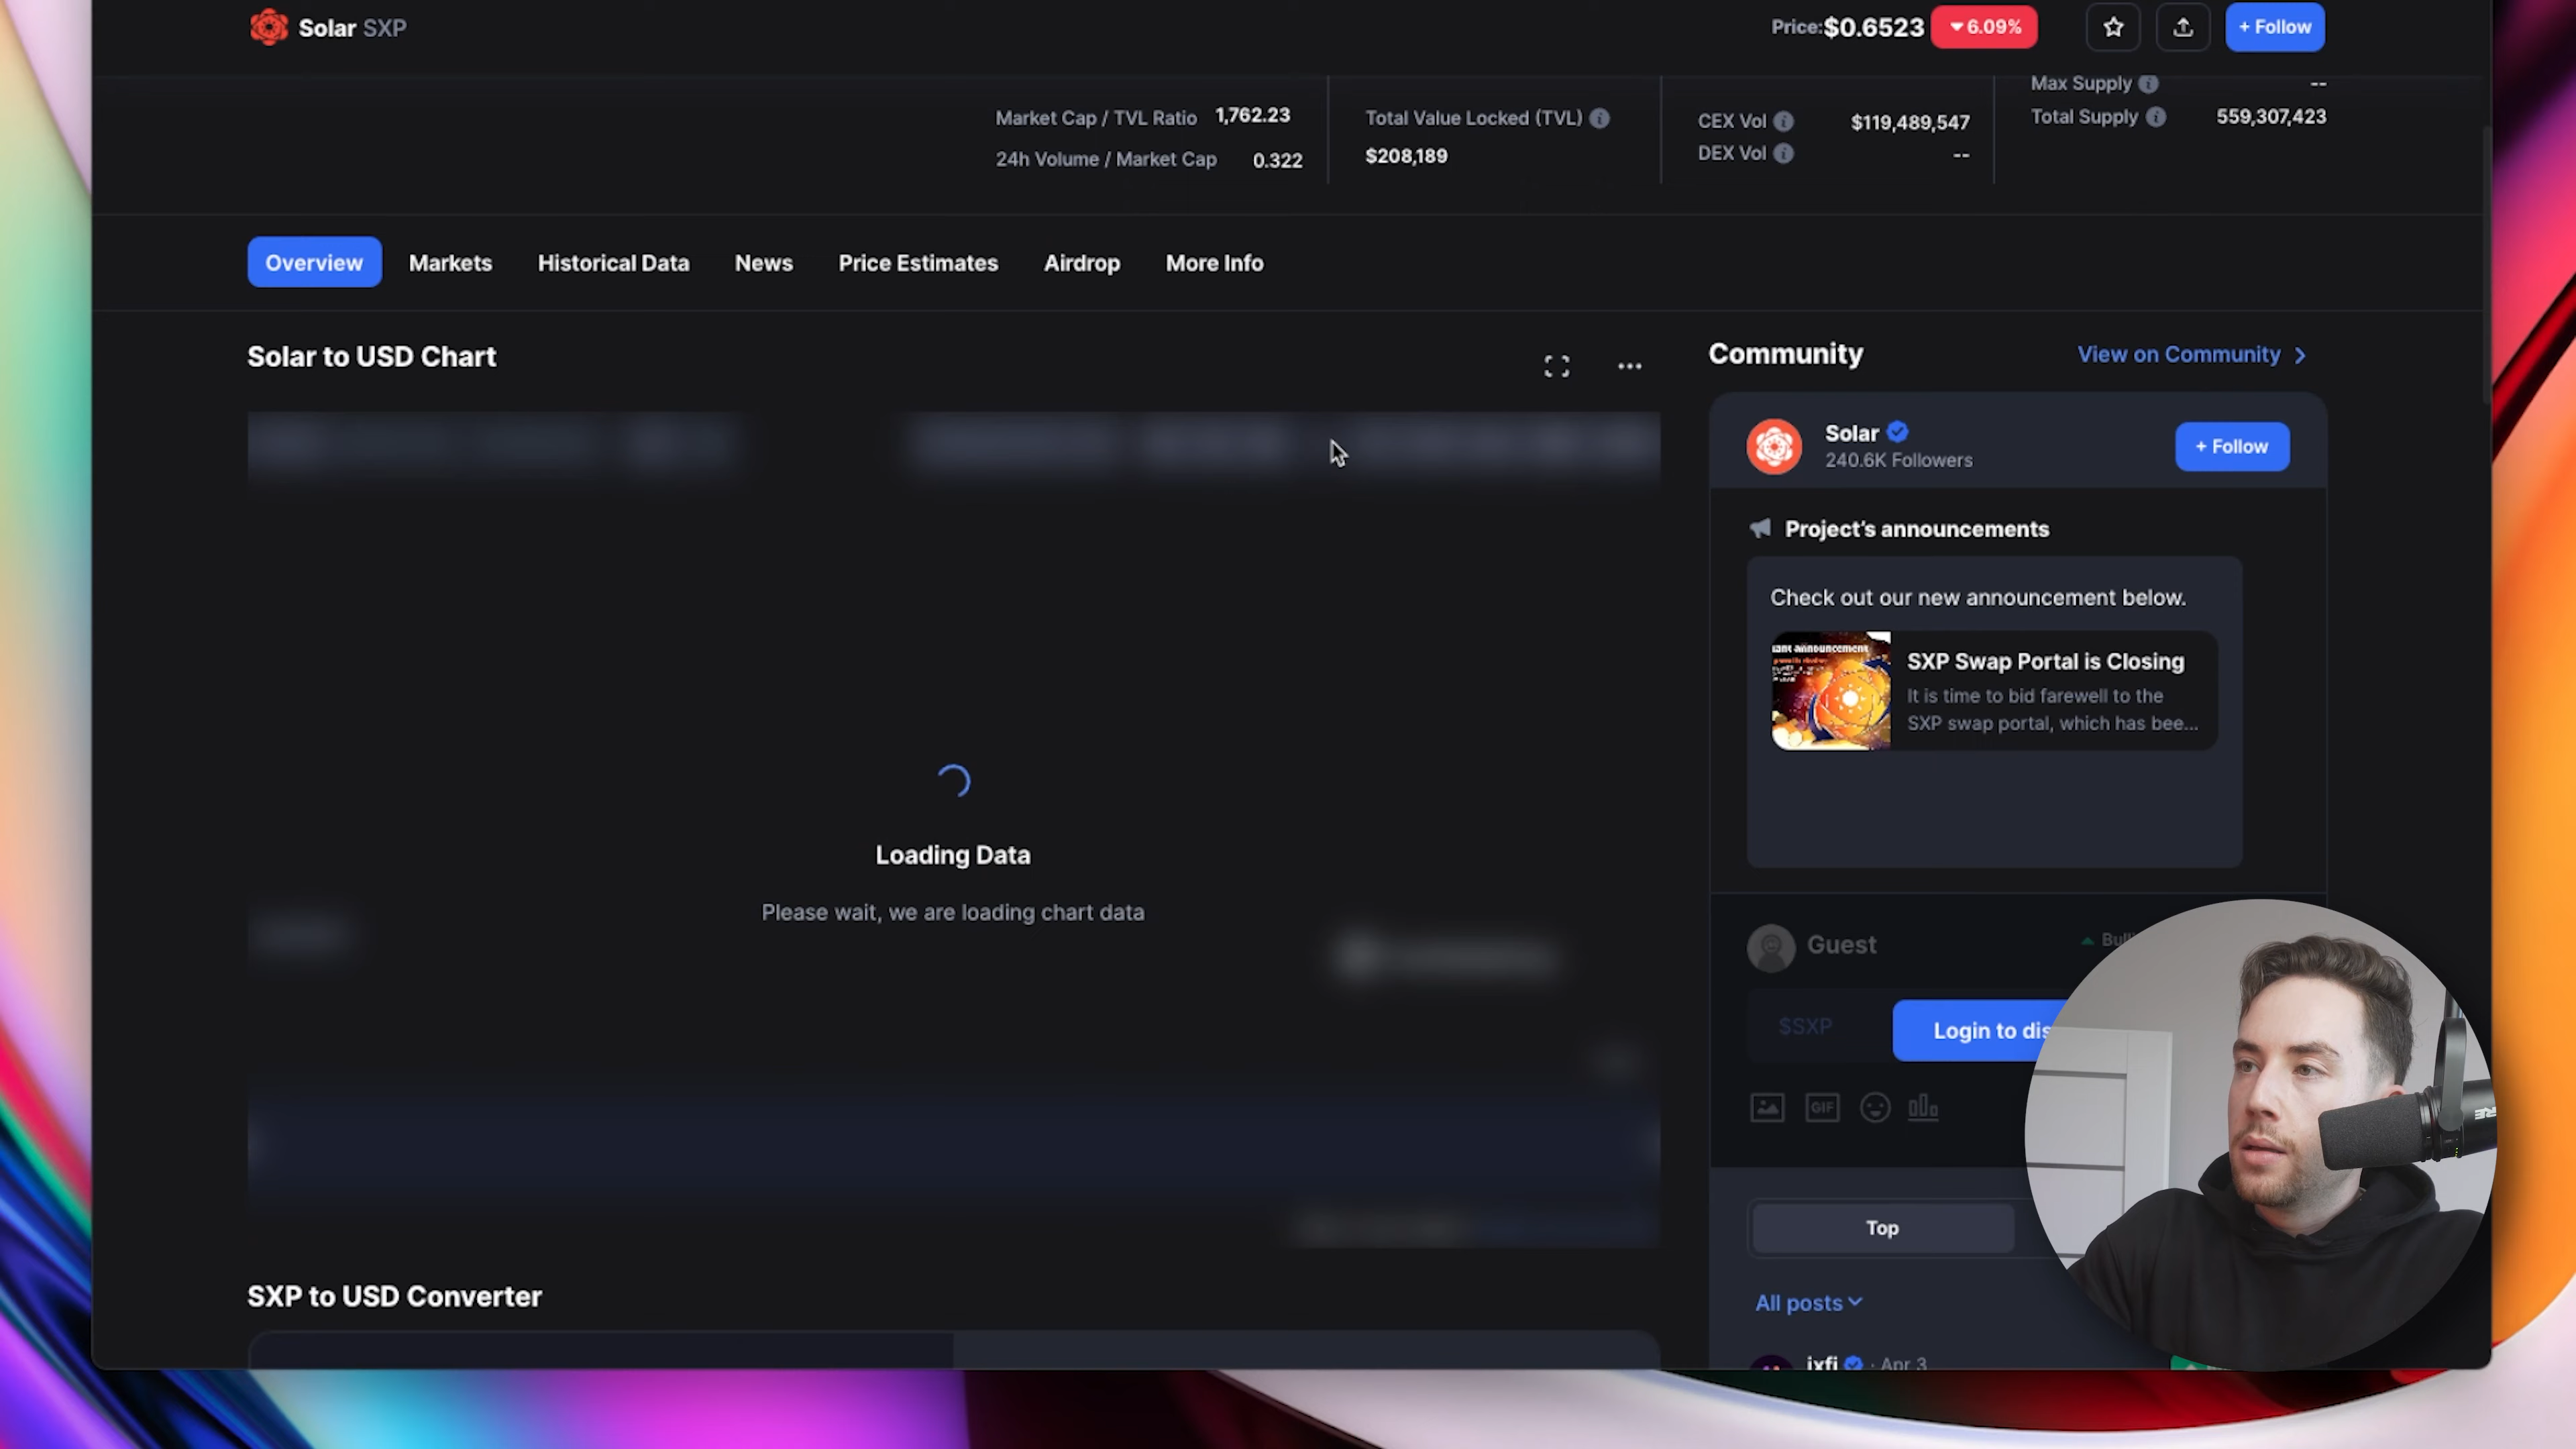 Solar SXP
Price:$0.6523 6.09% + Follow
Max Supply --
Market Cap / TVL Ratio 1,762.23 Total Value Locked (TVL) CEX Vol $119,489,547 Total Supply 559,307,423
24h Volume / Market Cap 0.322 $208,189 DEX Vol --
Overview Markets Historical Data News Price Estimates Airdrop More Info
Solar to USD Chart
Loading Data
Please wait, we are loading chart data
SXP to USD Converter
Community View on Community
Solar
240.6K Followers
+ Follow
Project's announcements
Check out our new announcement below.
SXP Swap Portal is Closing
It is time to bid farewell to the
SXP swap portal, which has bee...
Guest
$SXP Login to
GIF
Top
All posts
ixfi · Apr 3